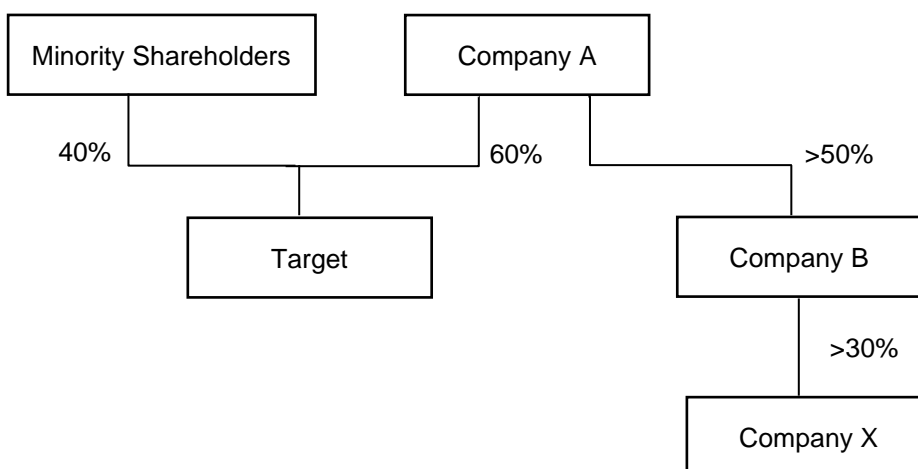 Minority Shareholders
Company A
40%
60%
>50%
Target
Company B
>30%
Company X